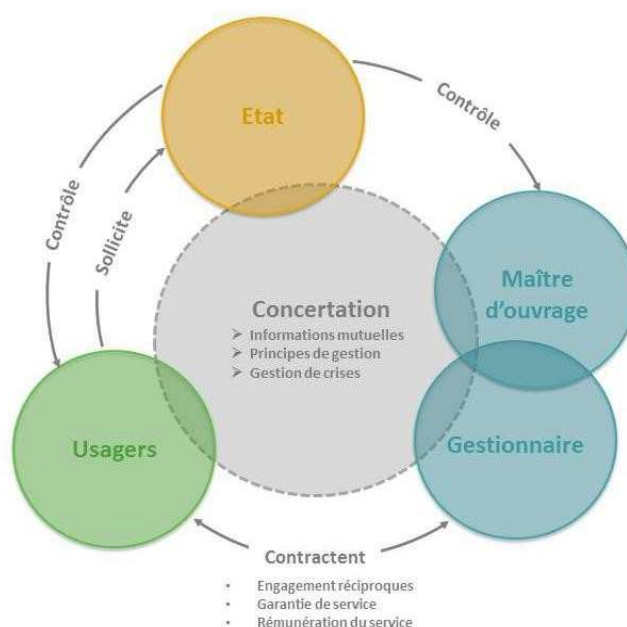 Etat
Contrôle
Contrôle
Sollicite
Maître
d'ouvrage
Concertation
➤ Informations mutuelles
➤ Principes de gestion
➤ Gestion de crises
Usagers
Gestionnaire
Contractent
▪ Engagement réciproques
▪ Garantie de service
▪ Rémunération du service